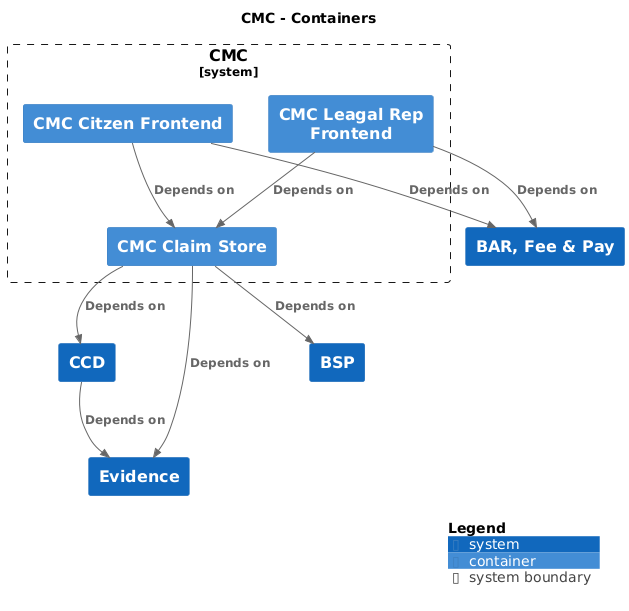 CMC - Containers
CMC
[system]
CMC Citzen Frontend
CMC Leagal Rep
Frontend
Depends on
Depends on
Depends on
Depends on
CMC Claim Store
BAR, Fee & Pay
Depends on
Depends on
Depends on
CCD
BSP
Depends on
Evidence
Legend
system
container
system boundary